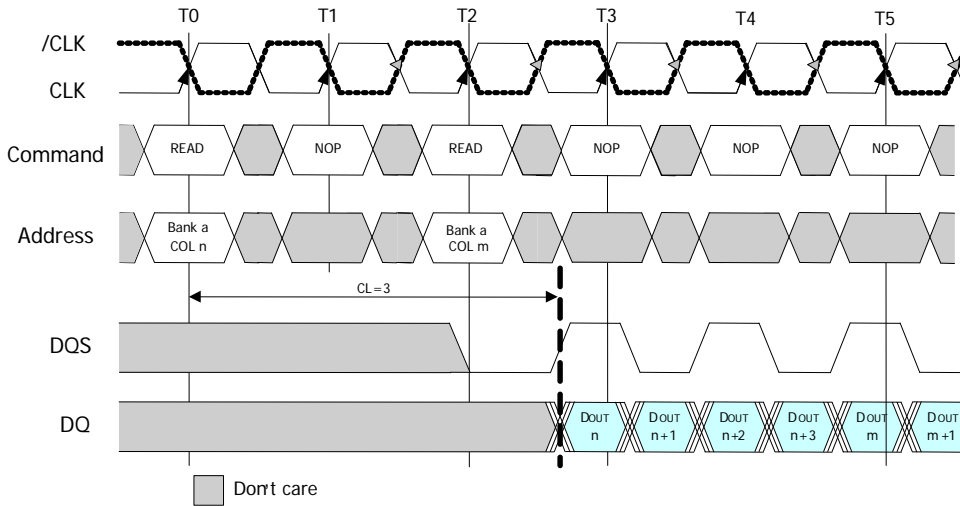 T0 T1 T2 T3 T4 T5
/CLK
CLK
Command
READ NOP READ NOP NOP NOP
Address
Bank a
COL n
Bank a
COL m
CL=3
DQS
DQ
DOUT
n
DOUT
n+1
DOUT
n+2
DOUT
n+3
DOUT
m
DOUT
m+1
Don't care